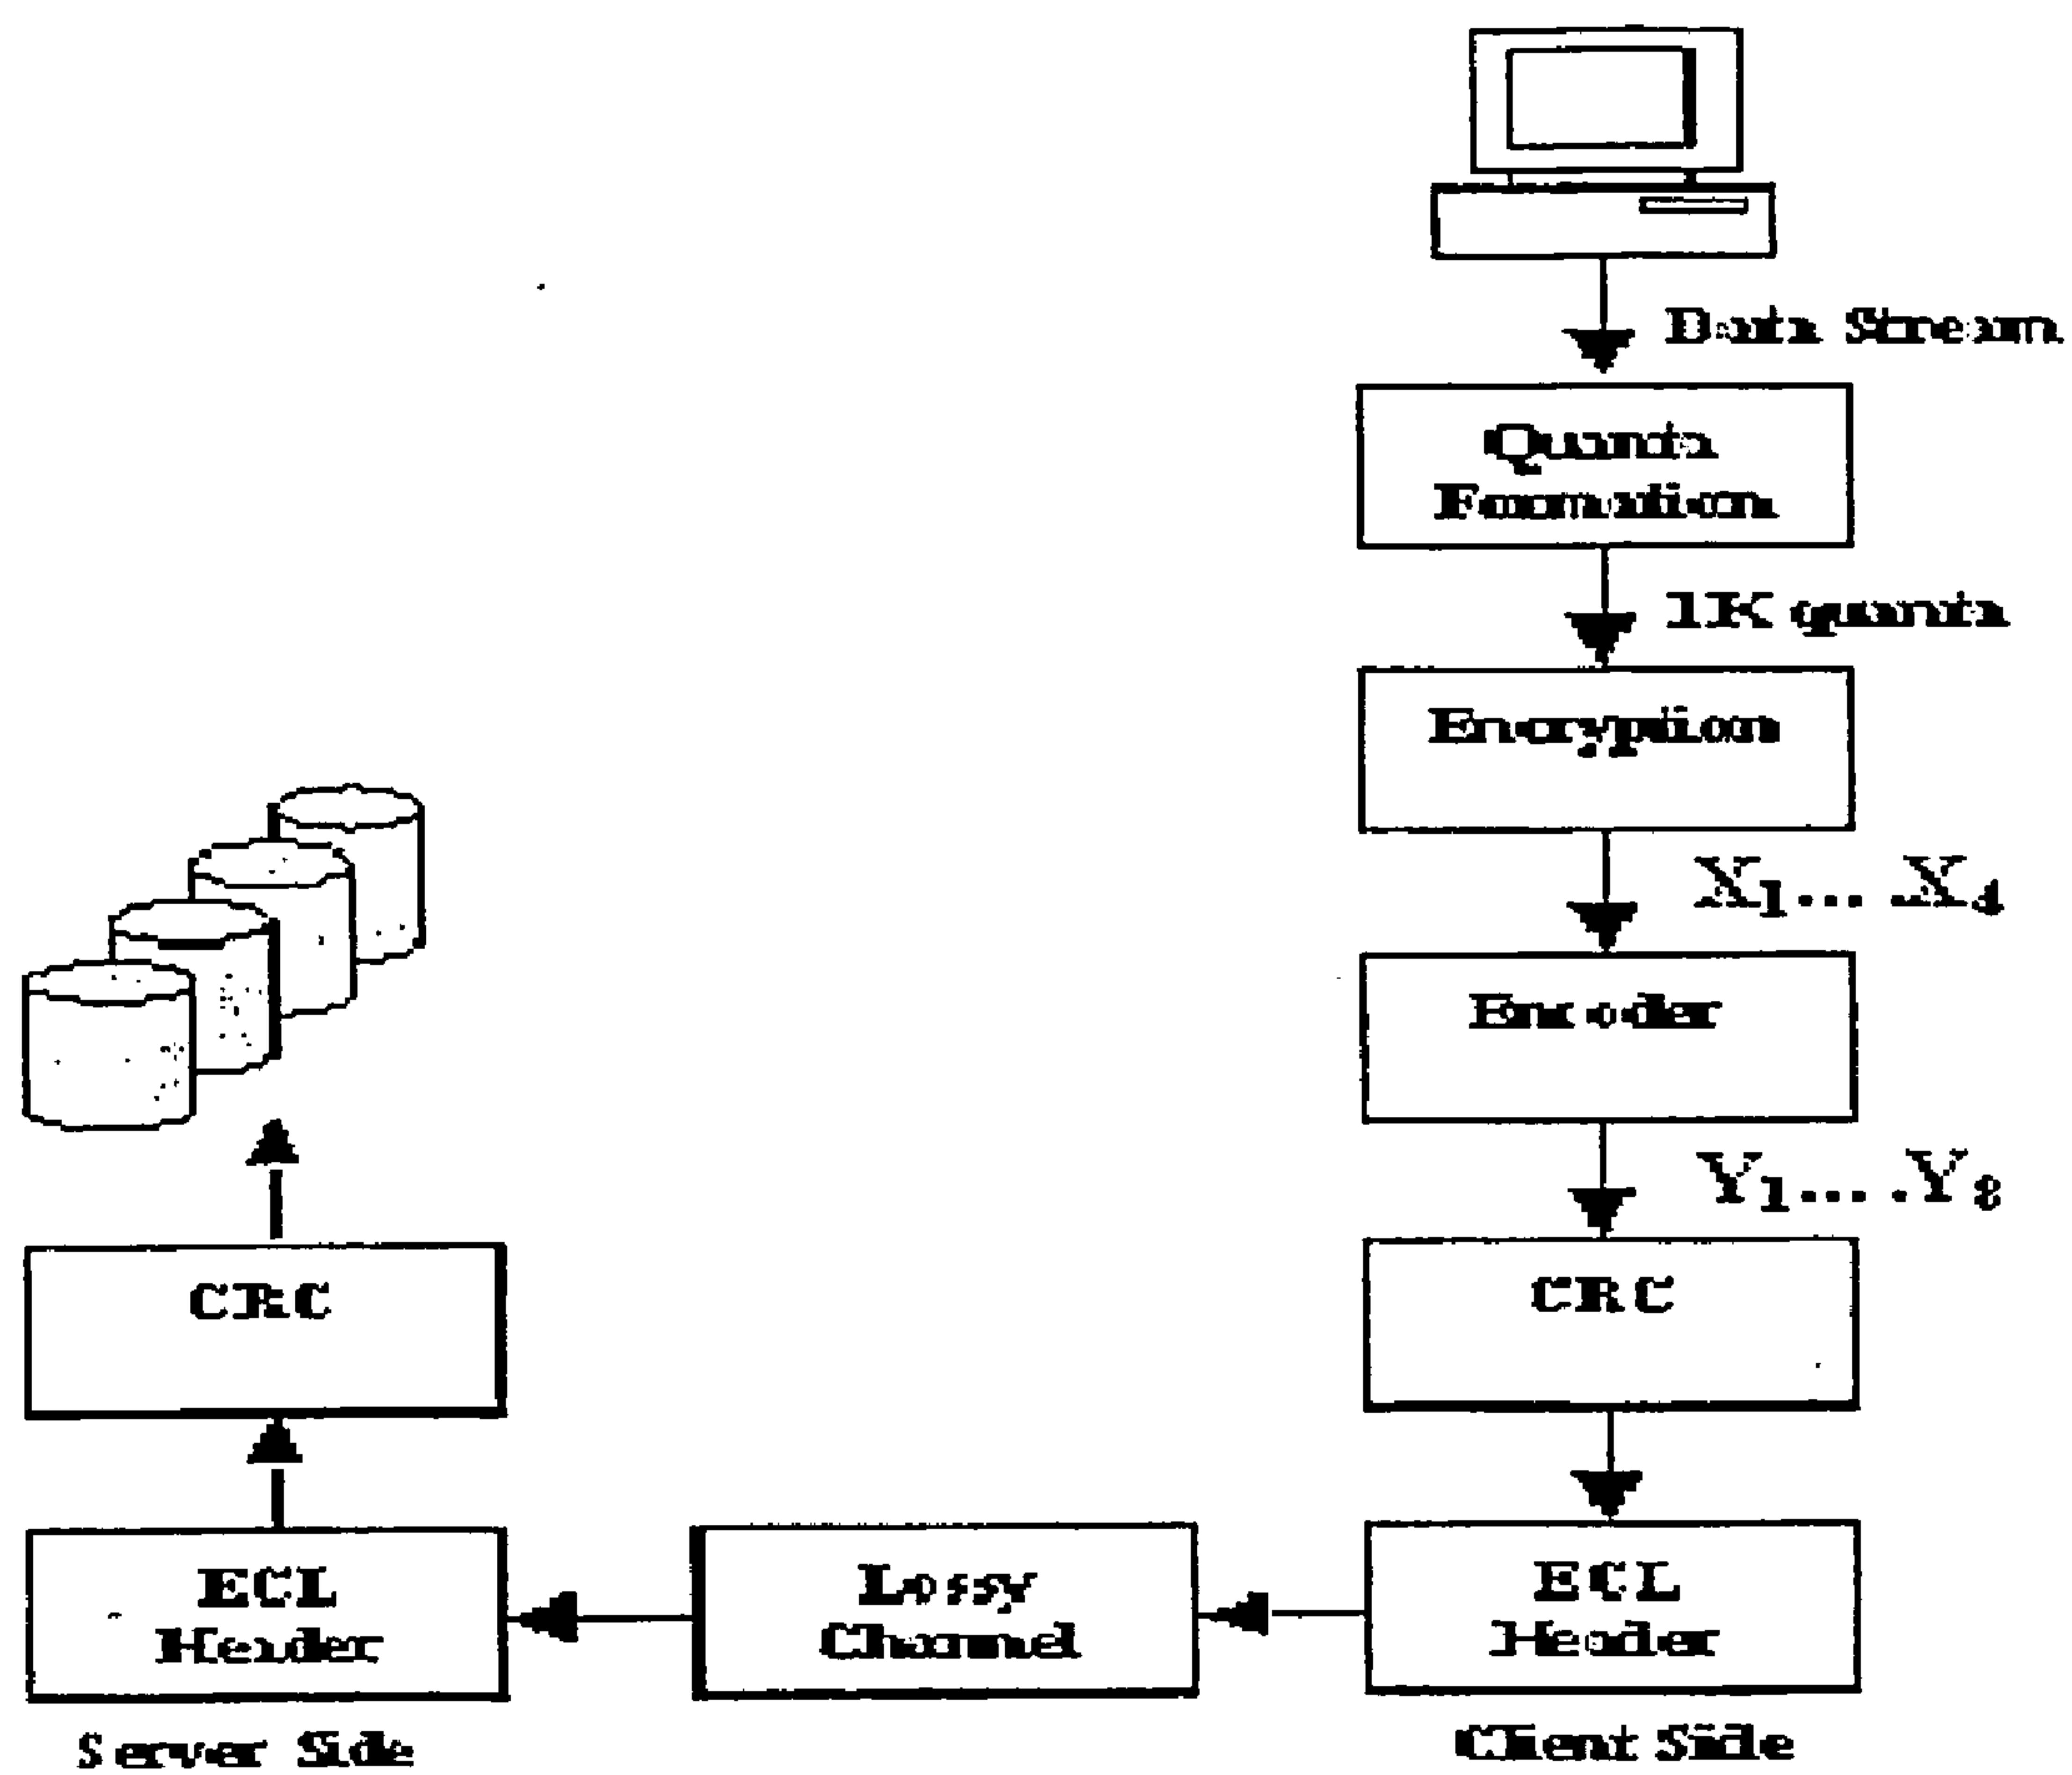 Data Stream
Quanta
Formation
1K quanta
Encryption
X1... .X4
Encoder
Y1... .Y8
CRC
CRC
ECL
Header
Lossy
Channel
ECL
Header
Server Side
Client Side